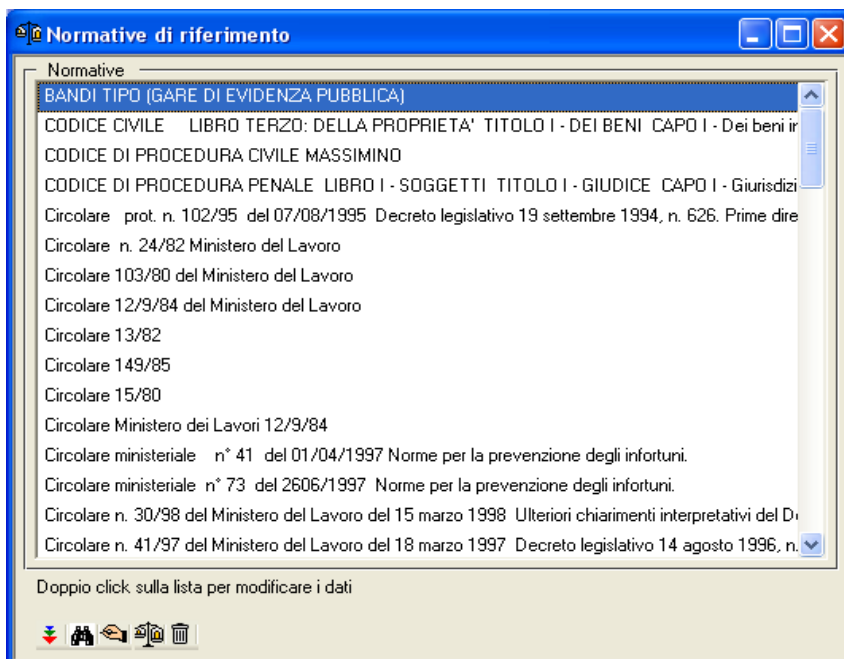 Normative di riferimento
Normative
BANDI TIPO (GARE DI EVIDENZA PUBBLICA)
CODICE CIVILE LIBRO TERZO: DELLA PROPRIETA' TITOLO I - DEI BENI CAPO I - Dei beni in
CODICE DI PROCEDURA CIVILE MASSIMINO
CODICE DI PROCEDURA PENALE LIBRO I - SOGGETTI TITOLO I - GIUDICE CAPO I - Giurisdizi
Circolare prot. n. 102/95 del 07/08/1995 Decreto legislativo 19 settembre 1994, n. 626. Prime dire
Circolare n. 24/82 Ministero del Lavoro
Circolare 103/80 del Ministero del Lavoro
Circolare 12/9/84 del Ministero del Lavoro
Circolare 13/82
Circolare 149/85
Circolare 15/80
Circolare Ministero dei Lavori 12/9/84
Circolare ministeriale n° 41 del 01/04/1997 Norme per la prevenzione degli infortuni.
Circolare ministeriale n° 73 del 2606/1997 Norme per la prevenzione degli infortuni.
Circolare n. 30/98 del Ministero del Lavoro del 15 marzo 1998 Ulteriori chiarimenti interpretativi del
Circolare n. 41/97 del Ministero del Lavoro del 18 marzo 1997 Decreto legislativo 14 agosto 1996, n.
Doppio click sulla lista per modificare i dati